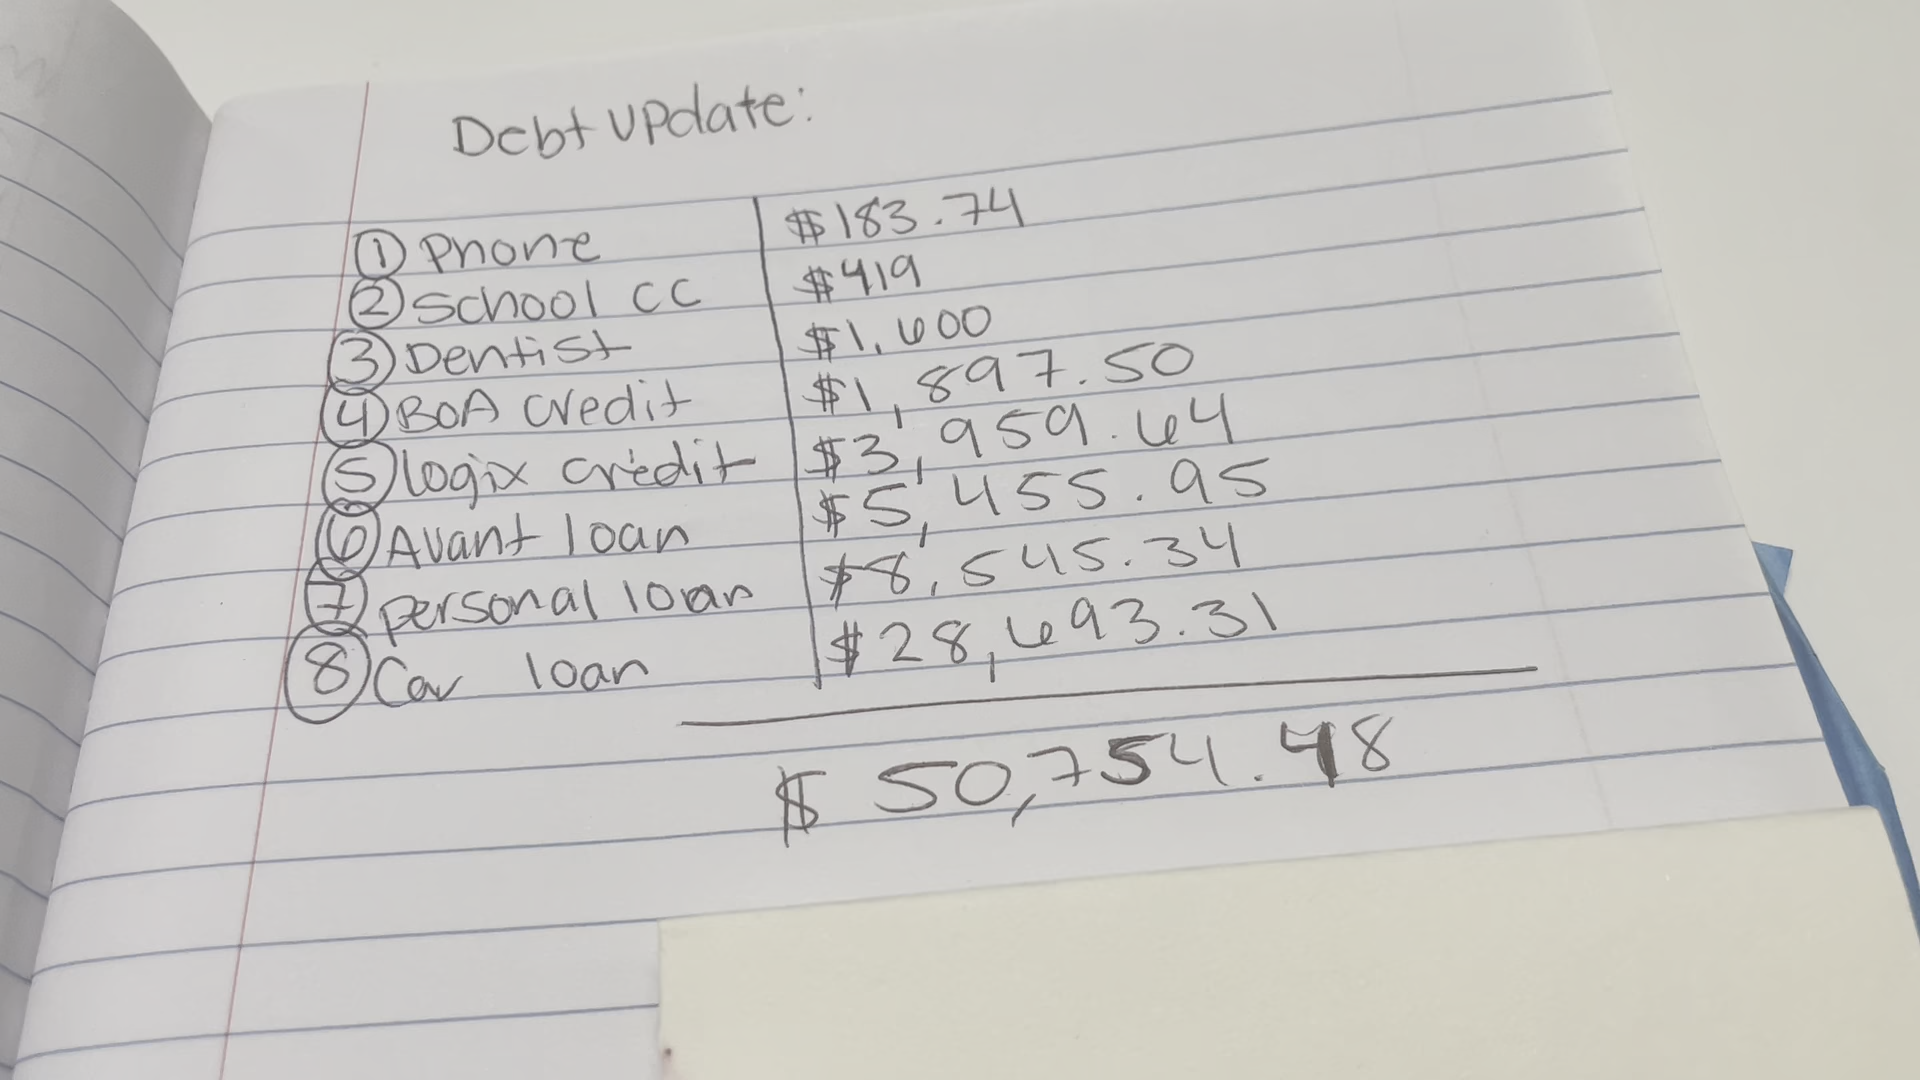 Debt update:
① Phone $183.74
② School CC $419
③ Dentist $1,600
④ BOA credit $1,897.50
⑤ logix credit $3,959.64
⑥ Avant loan $5,455.95
⑦ personal loan $8,545.34
⑧ Car loan $28,693.31
$ 50,754.48